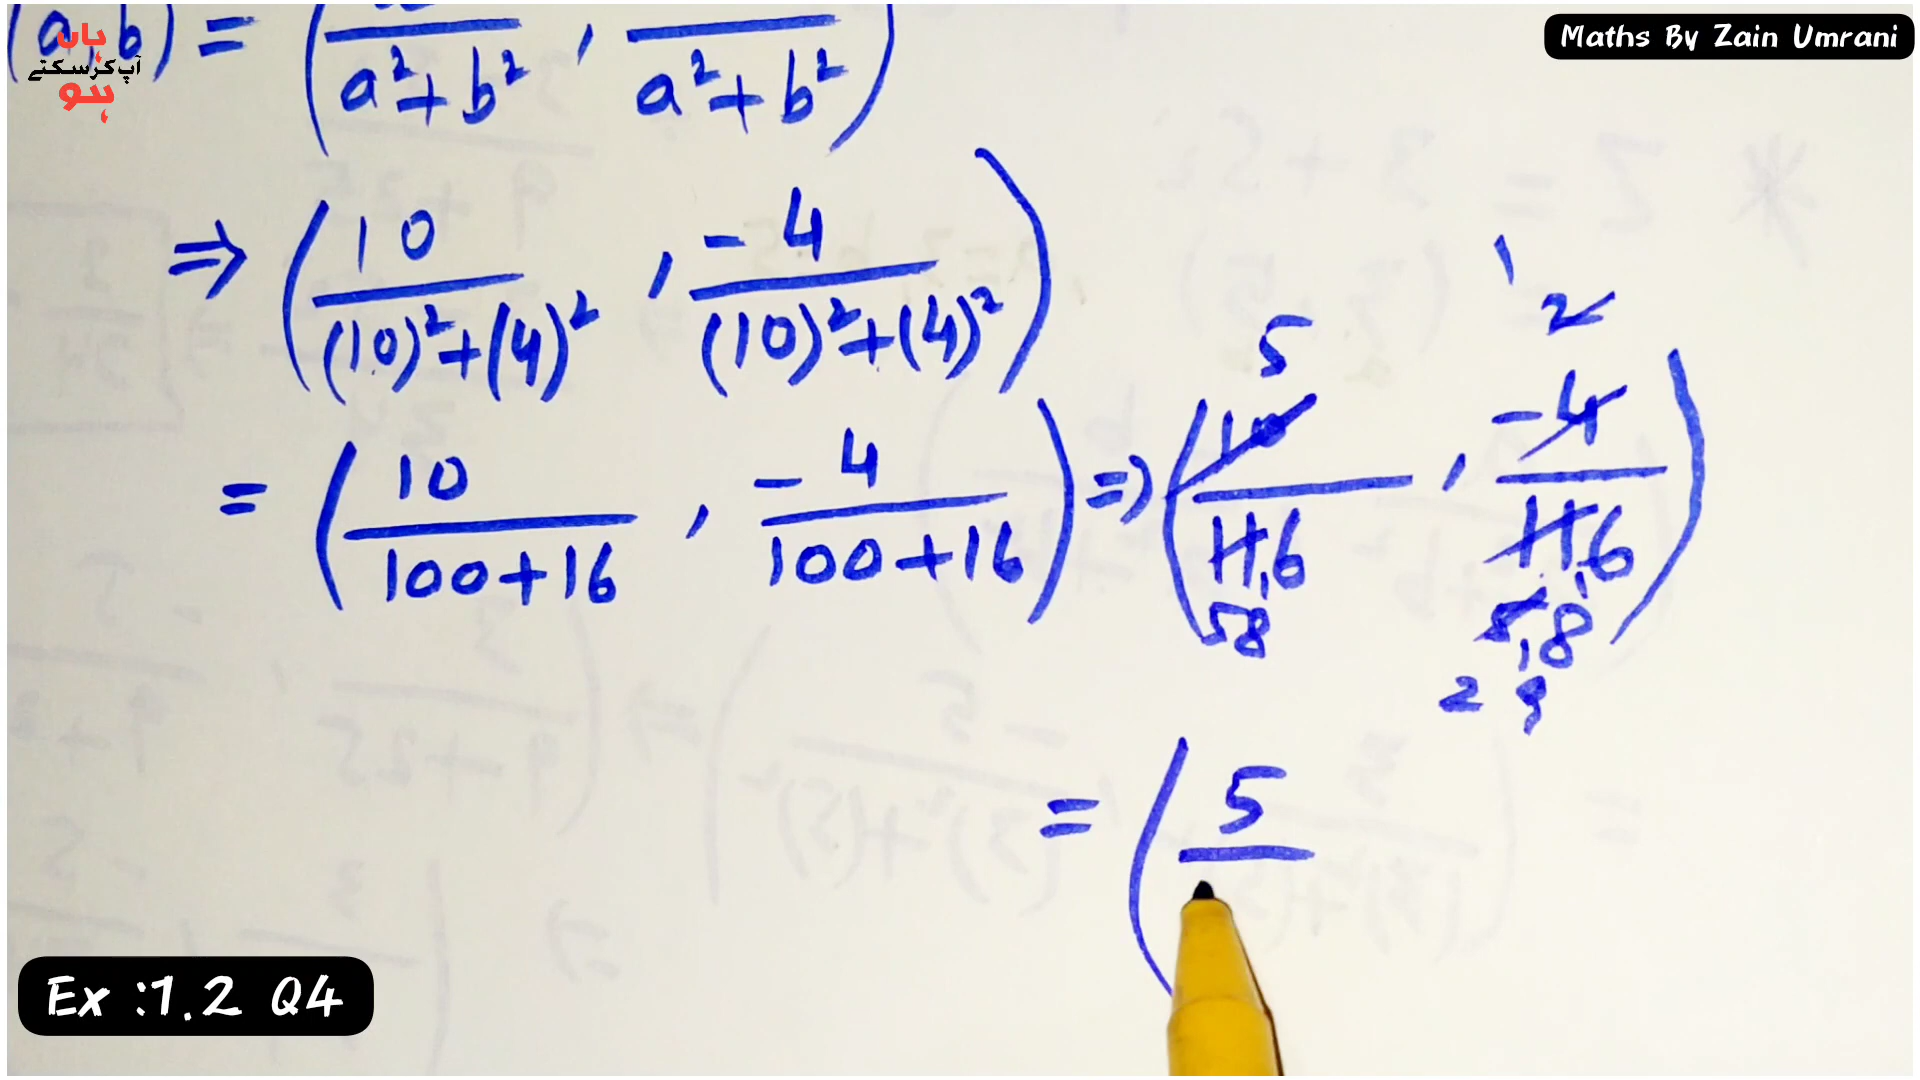 Maths By Zain Umrani
ہاں
آپ کر سکتے
ہو
(a,b) = ( / a²+b² , / a²+b² )
⇒ ( 10 / (10)²+(4)² , -4 / (10)²+(4)² )
= ( 10 / 100+16 , -4 / 100+16 ) ⇒ ( 10 / 116 , -4 / 116 )
5 2 1
58 58
29
= ( 5 /
Ex :1.2 Q4